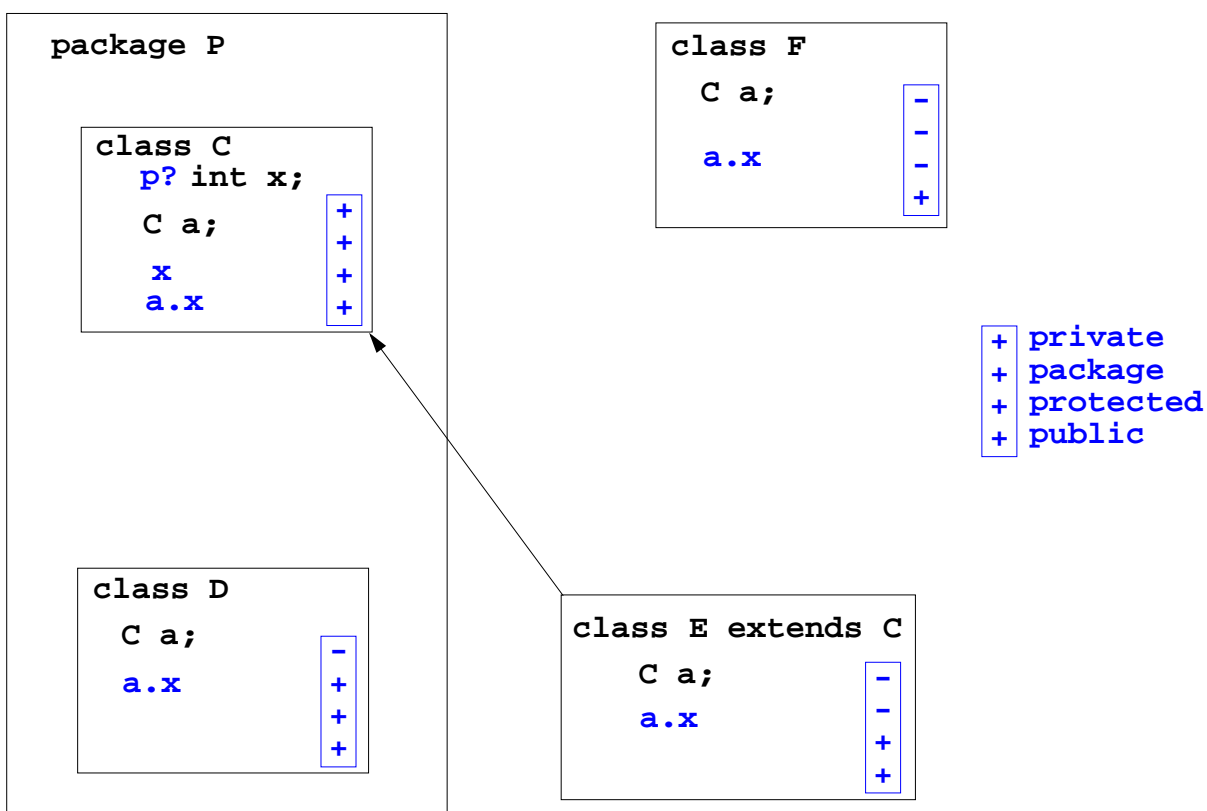 package P
class C
p? int x;
C a;
x
a.x
+
+
+
+
class D
C a;
a.x
-
+
+
+
class F
C a;
a.x
-
-
-
+
class E extends C
C a;
a.x
-
-
+
+
+ private
+ package
+ protected
+ public